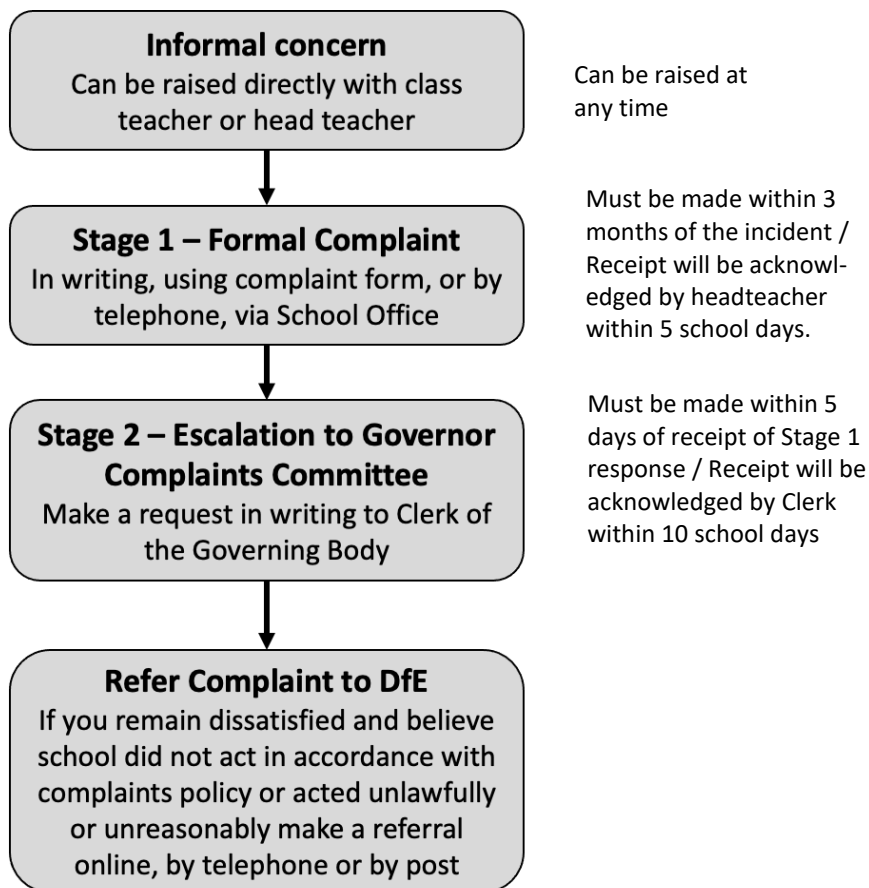 Informal concern
Can be raised directly with class
teacher or head teacher
Can be raised at
any time
Stage 1 – Formal Complaint
In writing, using complaint form, or by
telephone, via School Office
Must be made within 3
months of the incident /
Receipt will be acknowl-
edged by headteacher
within 5 school days.
Stage 2 – Escalation to Governor
Complaints Committee
Make a request in writing to Clerk of
the Governing Body
Must be made within 5
days of receipt of Stage 1
response / Receipt will be
acknowledged by Clerk
within 10 school days
Refer Complaint to DfE
If you remain dissatisfied and believe
school did not act in accordance with
complaints policy or acted unlawfully
or unreasonably make a referral
online, by telephone or by post